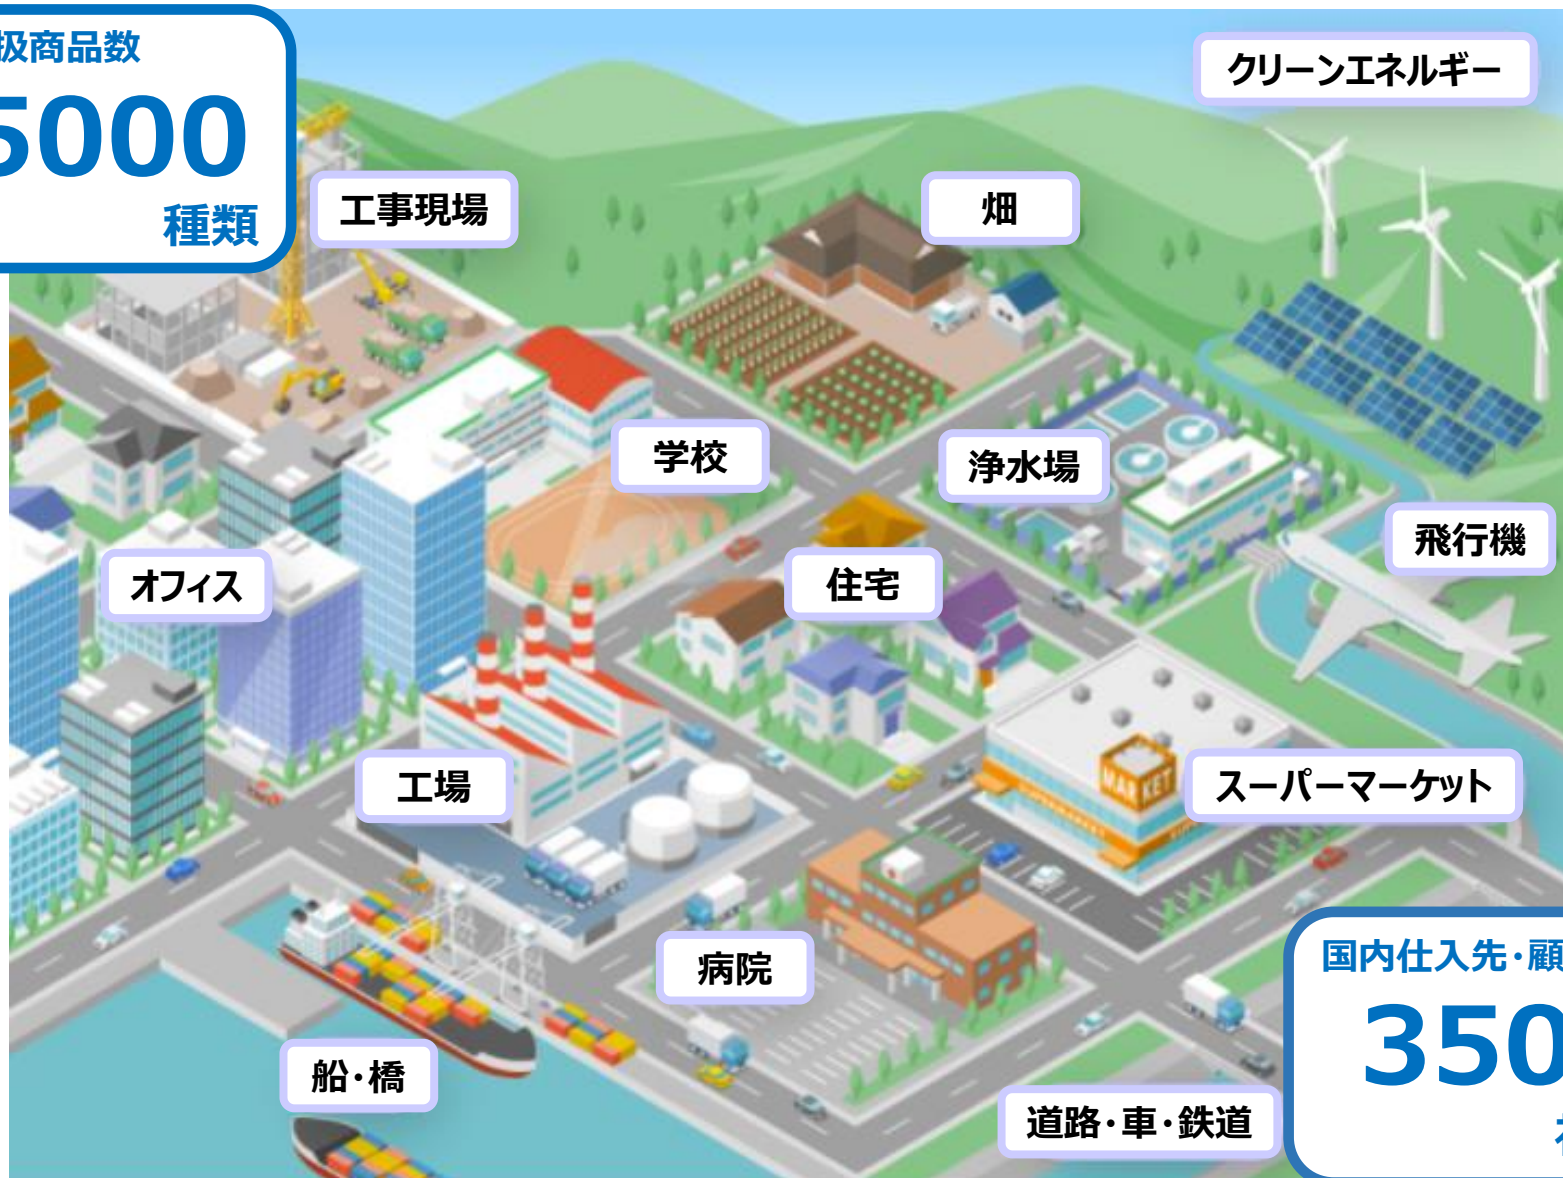 扱商品数
5000
種類
クリーンエネルギー
工事現場
畑
学校
浄水場
飛行機
オフィス
住宅
工場
スーパーマーケット
MARKET
病院
国内仕入先・顧
350
船・橋
道路・車・鉄道